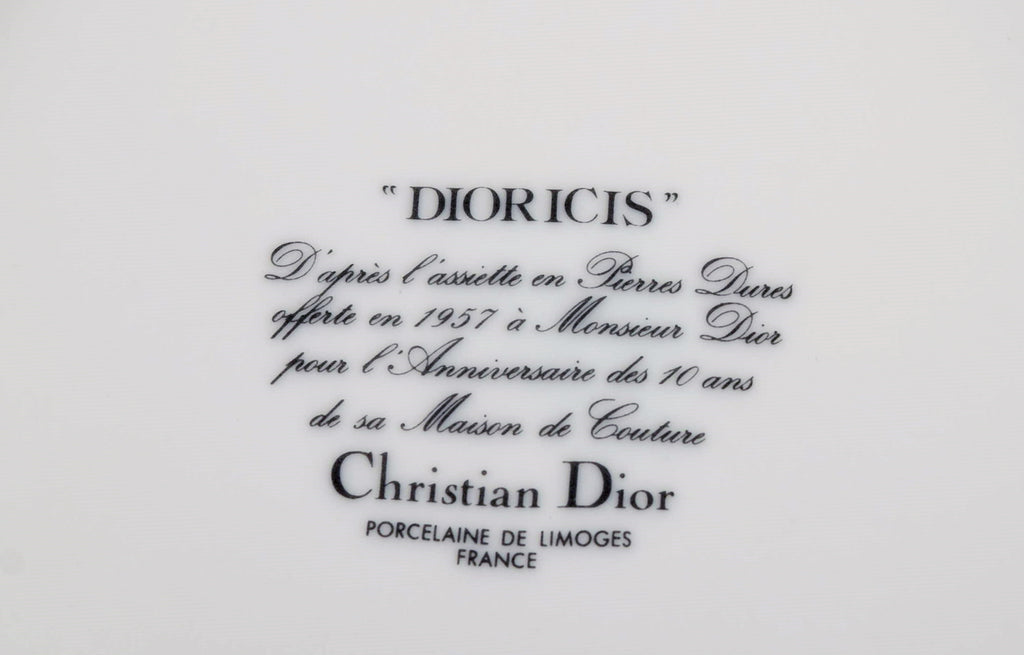 “DIORICIS”
D'après l'assiette en Pierres Dures
offerte en 1957 à Monsieur Dior
pour l'Anniversaire des 10 ans
de sa Maison de Couture
Christian Dior
PORCELAINE DE LIMOGES
FRANCE